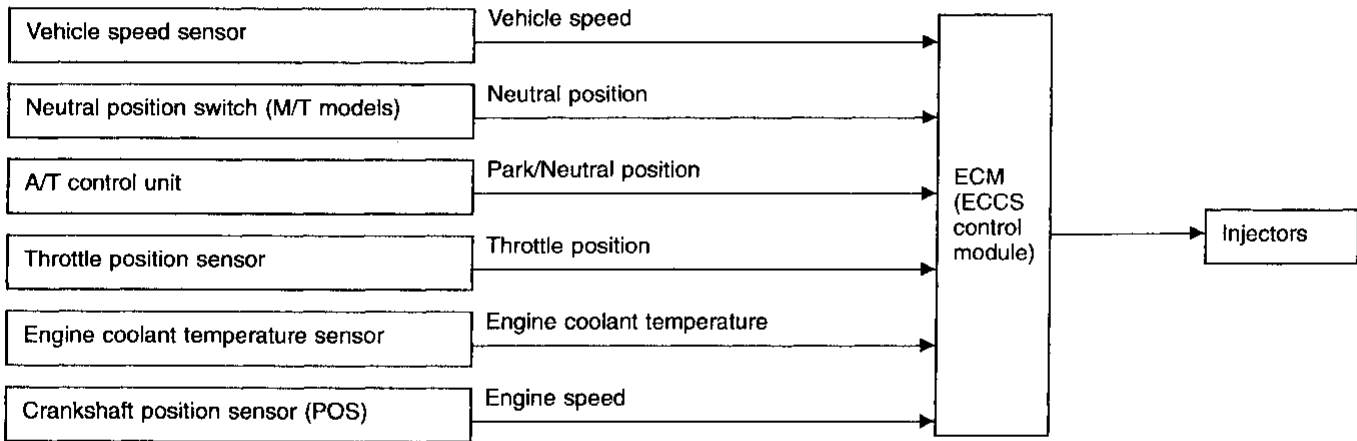 Vehicle speed sensor
Vehicle speed
Neutral position switch (M/T models)
Neutral position
A/T control unit
Park/Neutral position
Throttle position sensor
Throttle position
Engine coolant temperature sensor
Engine coolant temperature
Crankshaft position sensor (POS)
Engine speed
ECM
(ECCS
control
module)
Injectors